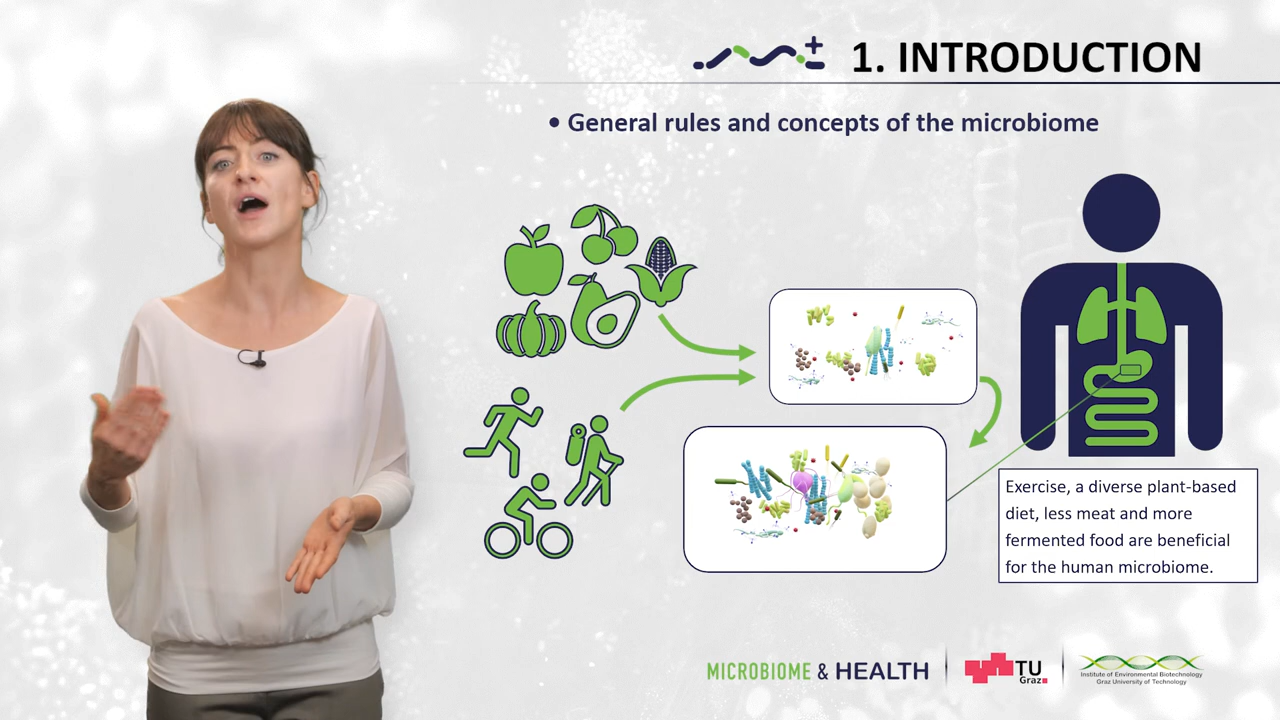 1. INTRODUCTION
• General rules and concepts of the microbiome
Exercise, a diverse plant-based
diet, less meat and more
fermented food are beneficial
for the human microbiome.
MICROBIOME & HEALTH
TU
Graz
Institute of Environmental Biotechnology
Graz University of Technology